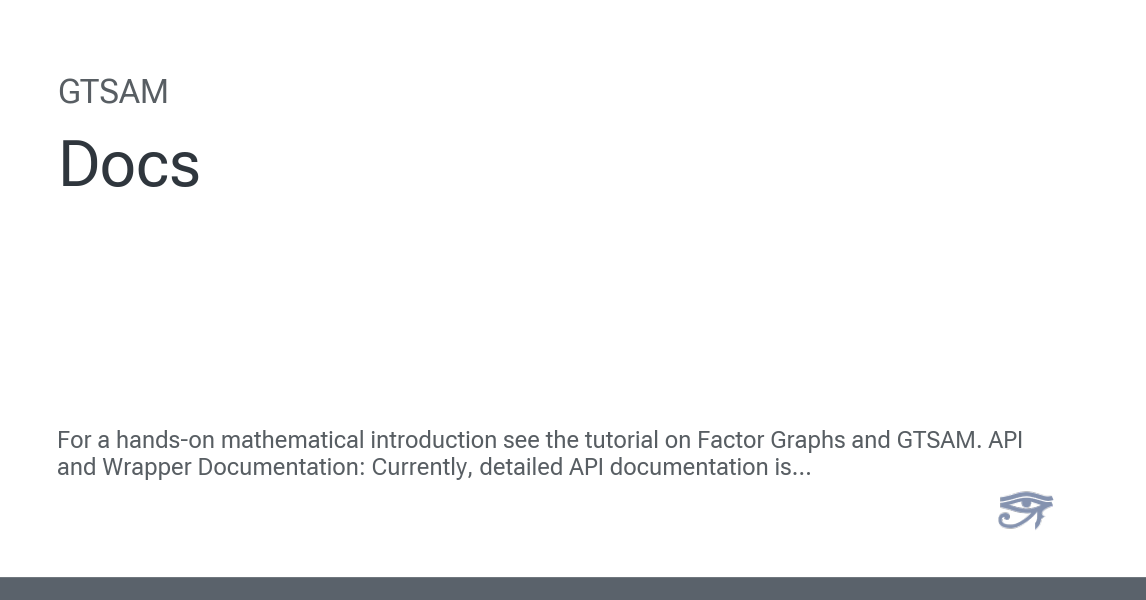 GTSAM
Docs
For a hands-on mathematical introduction see the tutorial on Factor Graphs and GTSAM. API
and Wrapper Documentation: Currently, detailed API documentation is...